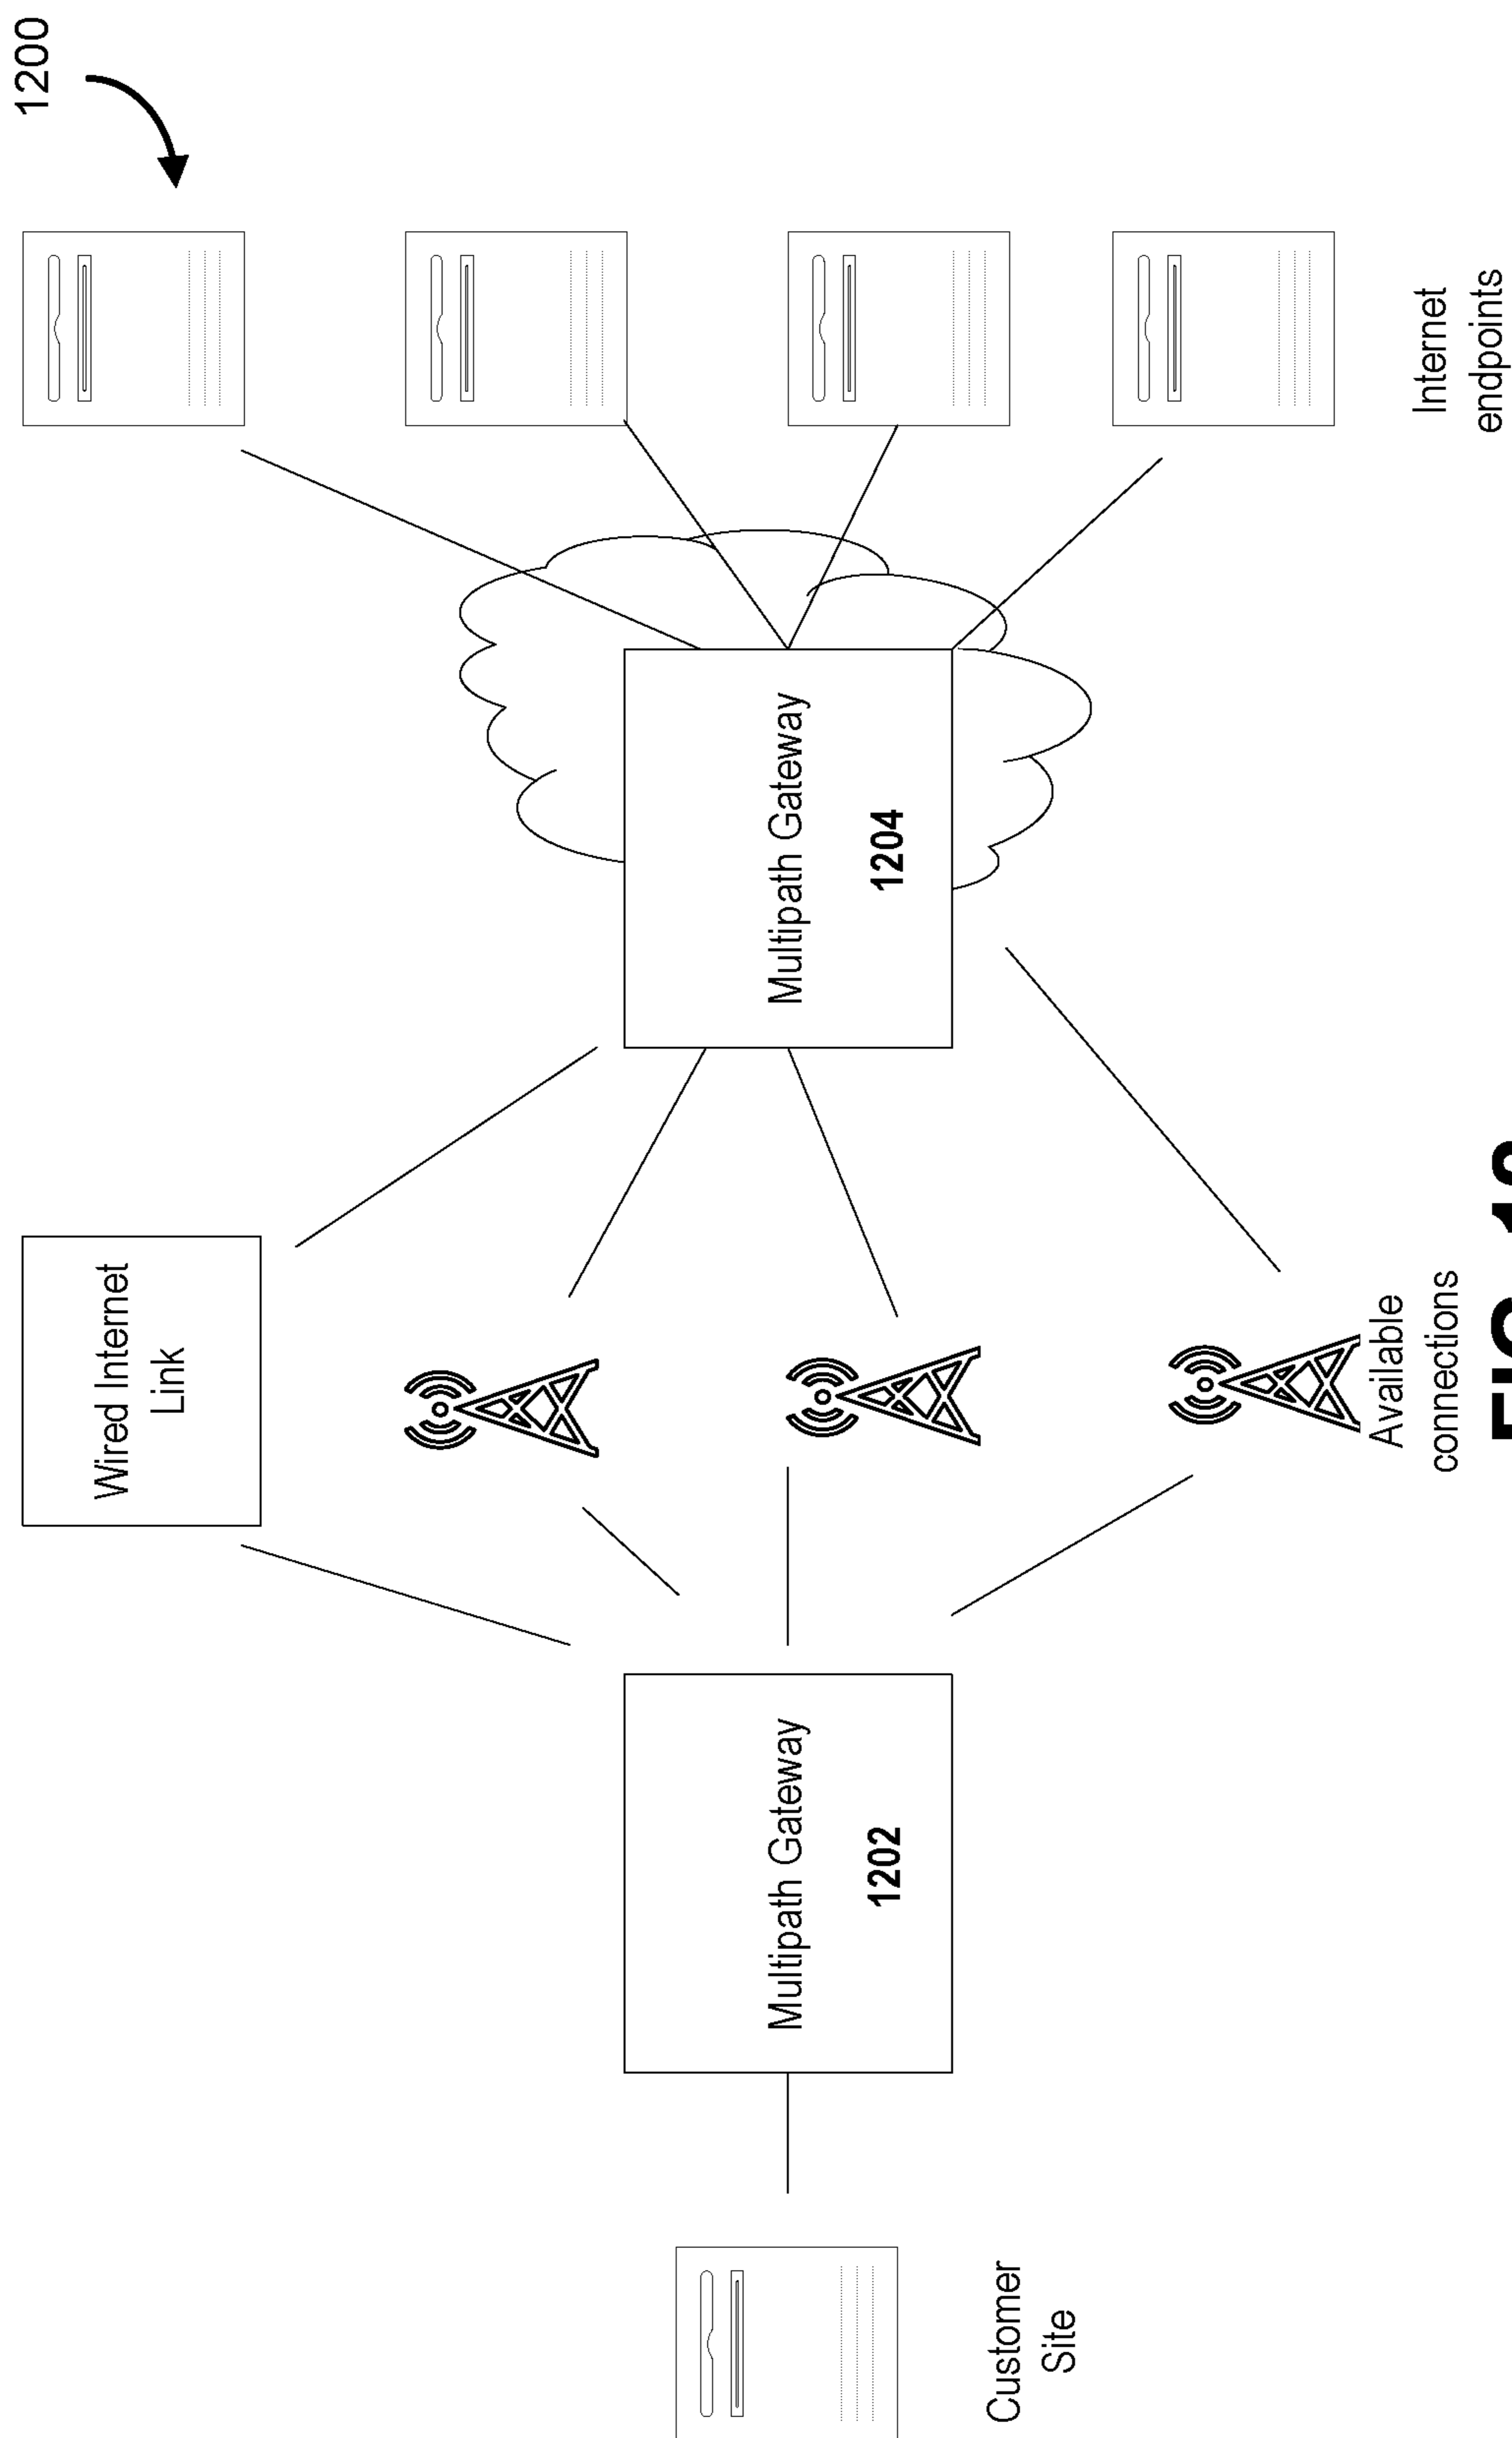 1200
Wired Internet
Link
Multipath Gateway
1202
Multipath Gateway
1204
Customer
Site
Available
connections
Internet
endpoints